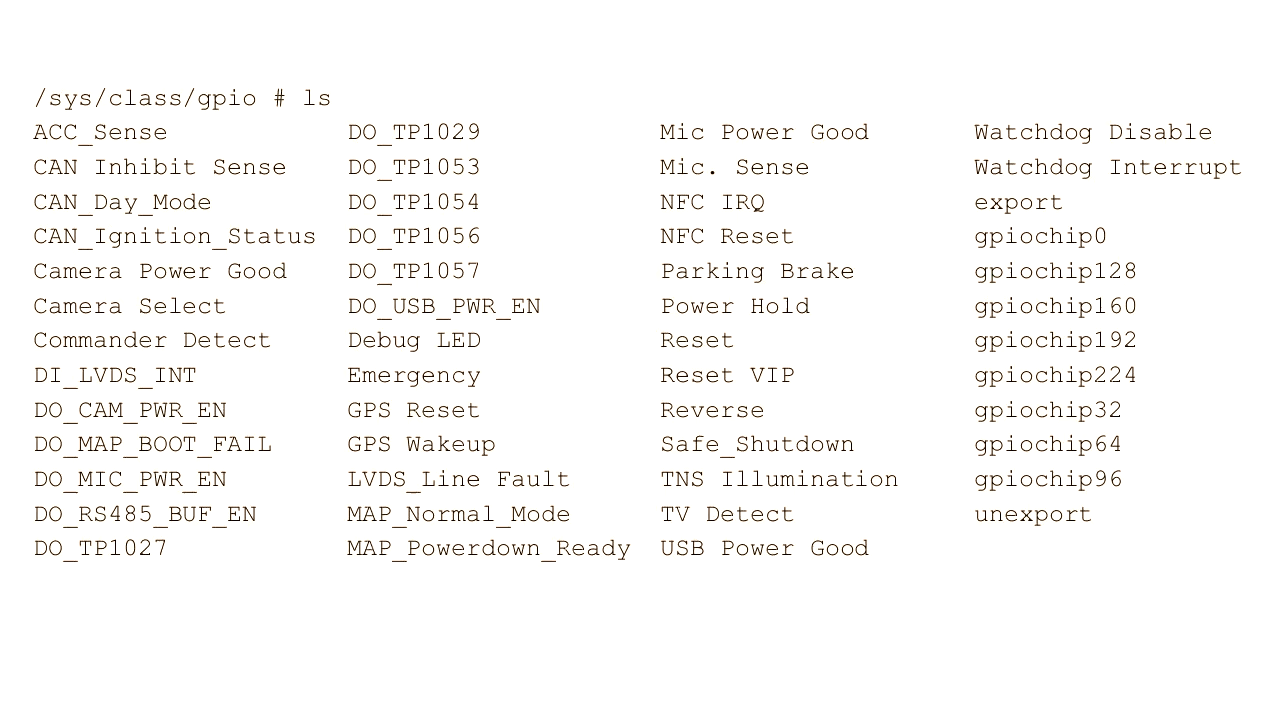 /sys/class/gpio # ls
ACC_Sense DO_TP1029 Mic Power Good Watchdog Disable
CAN Inhibit Sense DO_TP1053 Mic. Sense Watchdog Interrupt
CAN_Day_Mode DO_TP1054 NFC IRQ export
CAN_Ignition_Status DO_TP1056 NFC Reset gpiochip0
Camera Power Good DO_TP1057 Parking Brake gpiochip128
Camera Select DO_USB_PWR_EN Power Hold gpiochip160
Commander Detect Debug LED Reset gpiochip192
DI_LVDS_INT Emergency Reset VIP gpiochip224
DO_CAM_PWR_EN GPS Reset Reverse gpiochip32
DO_MAP_BOOT_FAIL GPS Wakeup Safe_Shutdown gpiochip64
DO_MIC_PWR_EN LVDS_Line Fault TNS Illumination gpiochip96
DO_RS485_BUF_EN MAP_Normal_Mode TV Detect unexport
DO_TP1027 MAP_Powerdown_Ready USB Power Good